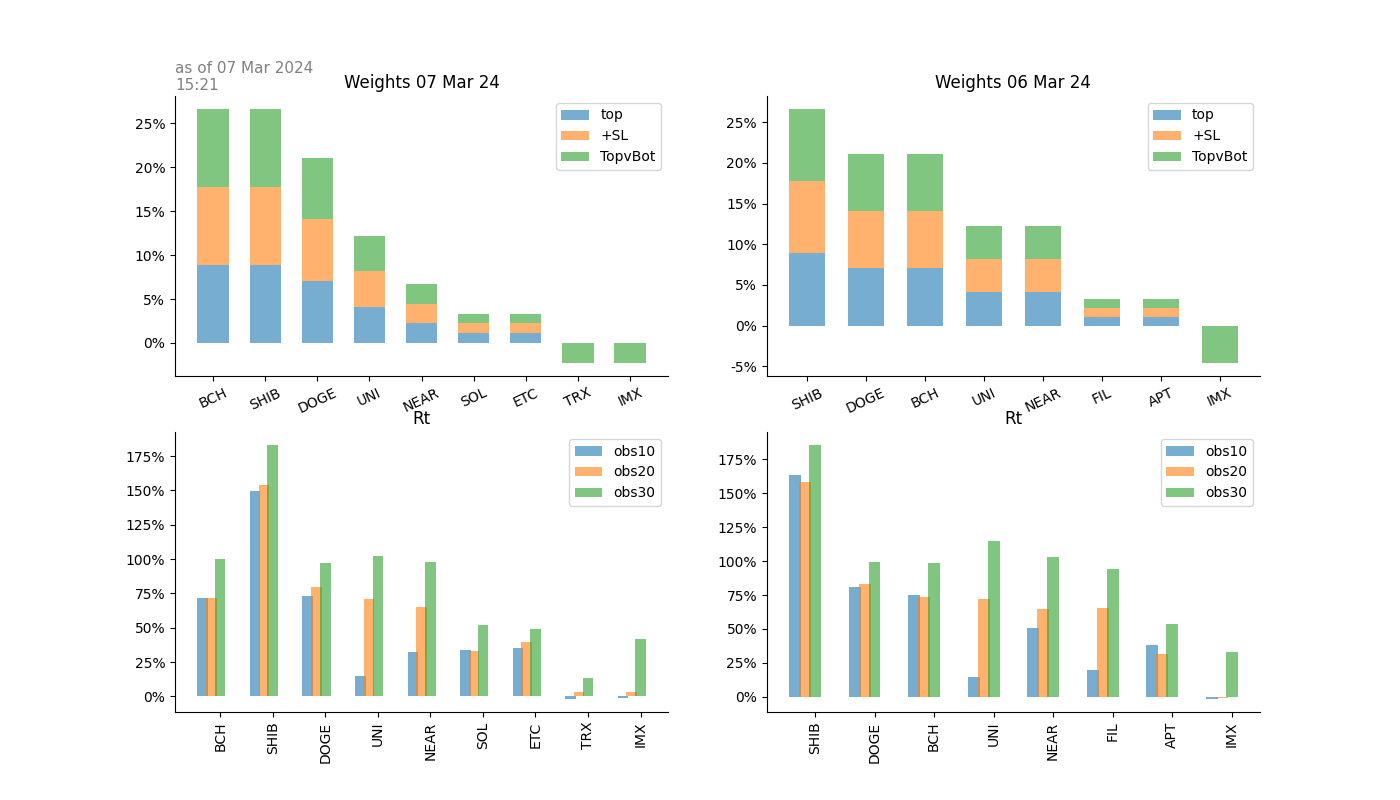 as of 07 Mar 2024
15:21
Weights 07 Mar 24
25%
20%
15%
10%
5%
0%
top
+SL
TopvBot
BCH SHIB DOGE UNI NEAR SOL ETC TRX IMX
Weights 06 Mar 24
25%
20%
15%
10%
5%
0%
-5%
top
+SL
TopvBot
SHIB DOGE BCH UNI NEAR FIL APT IMX
Rt
175%
150%
125%
100%
75%
50%
25%
0%
obs10
obs20
obs30
BCH SHIB DOGE UNI NEAR SOL ETC TRX IMX
Rt
175%
150%
125%
100%
75%
50%
25%
0%
obs10
obs20
obs30
SHIB DOGE BCH UNI NEAR FIL APT IMX